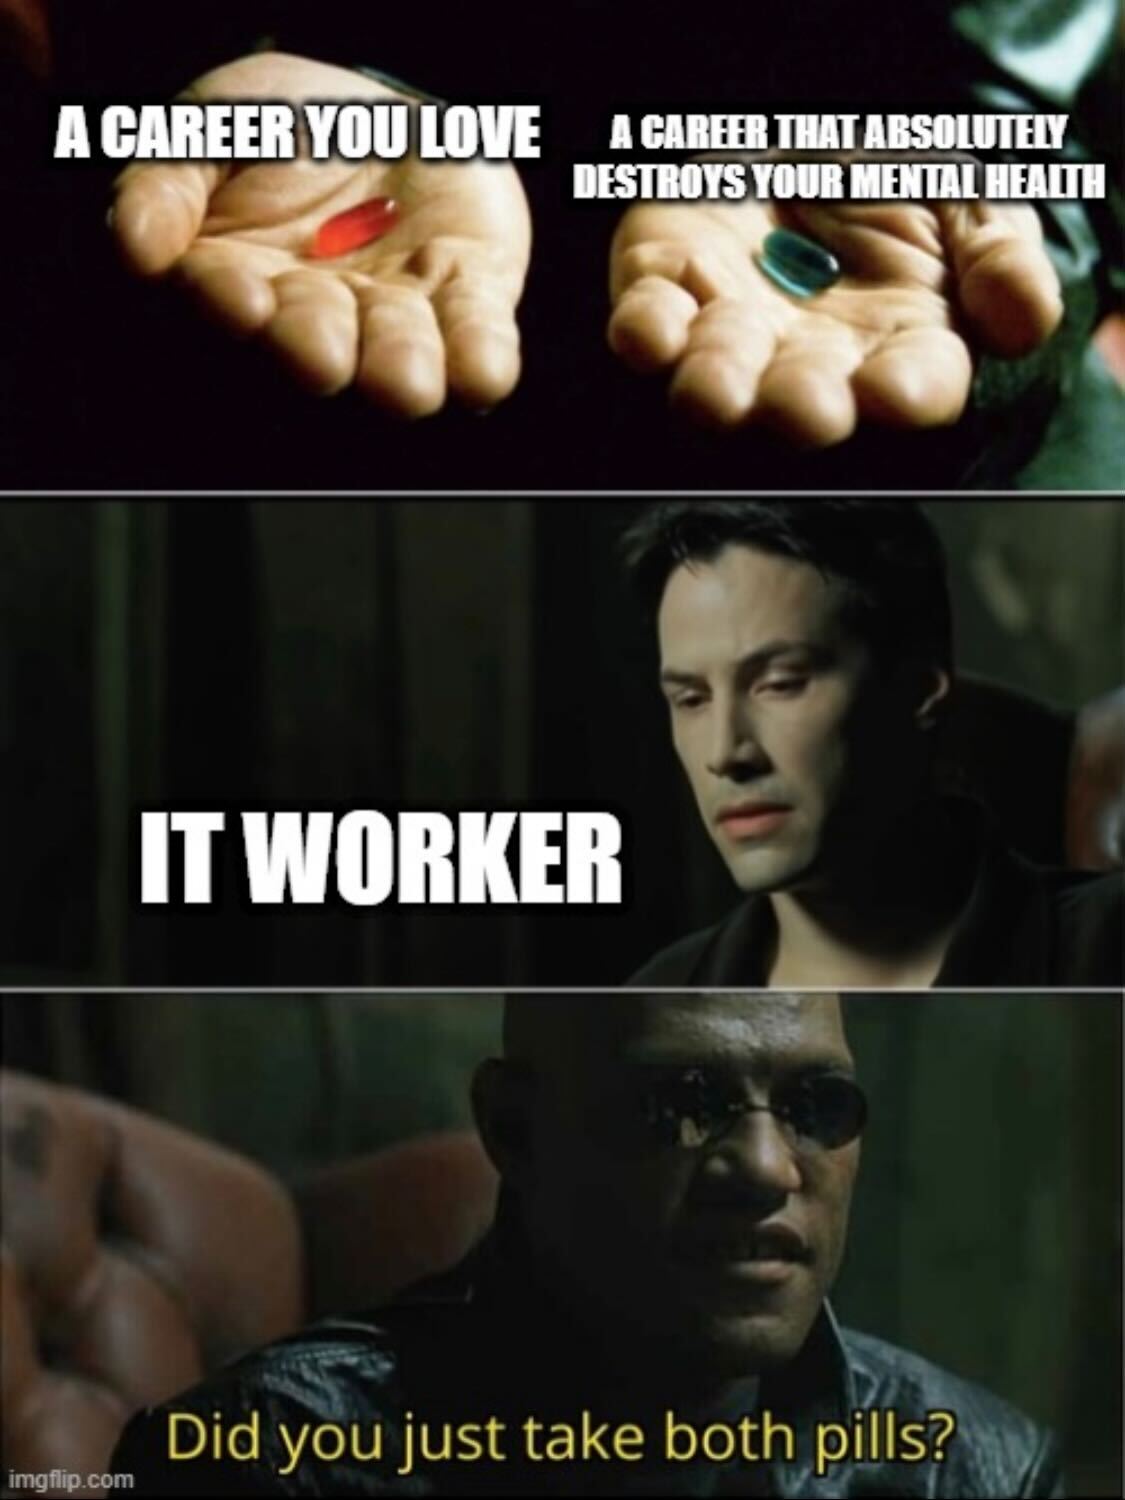 A CAREER YOU LOVE
A CAREER THAT ABSOLUTELY
DESTROYS YOUR MENTAL HEALTH
IT WORKER
Did you just take both pills?
imgflip.com